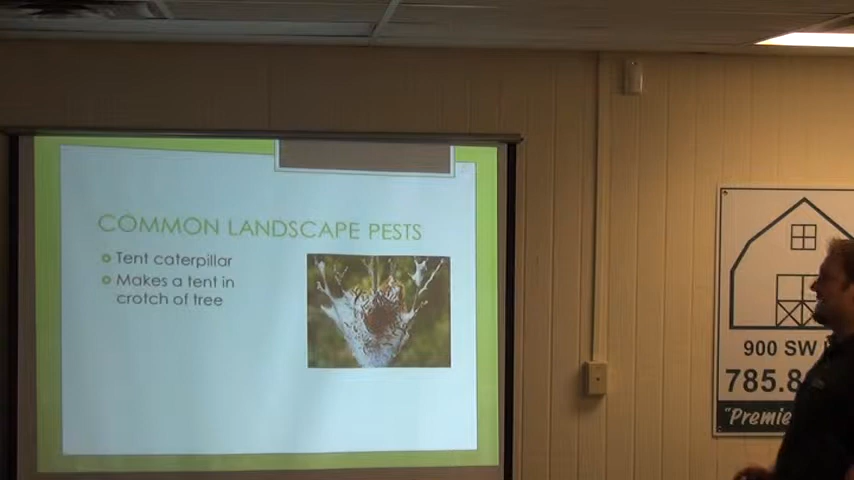 COMMON LANDSCAPE PESTS
Tent caterpillar
Makes a tent in
crotch of tree
900 SW
785.8
"Premie